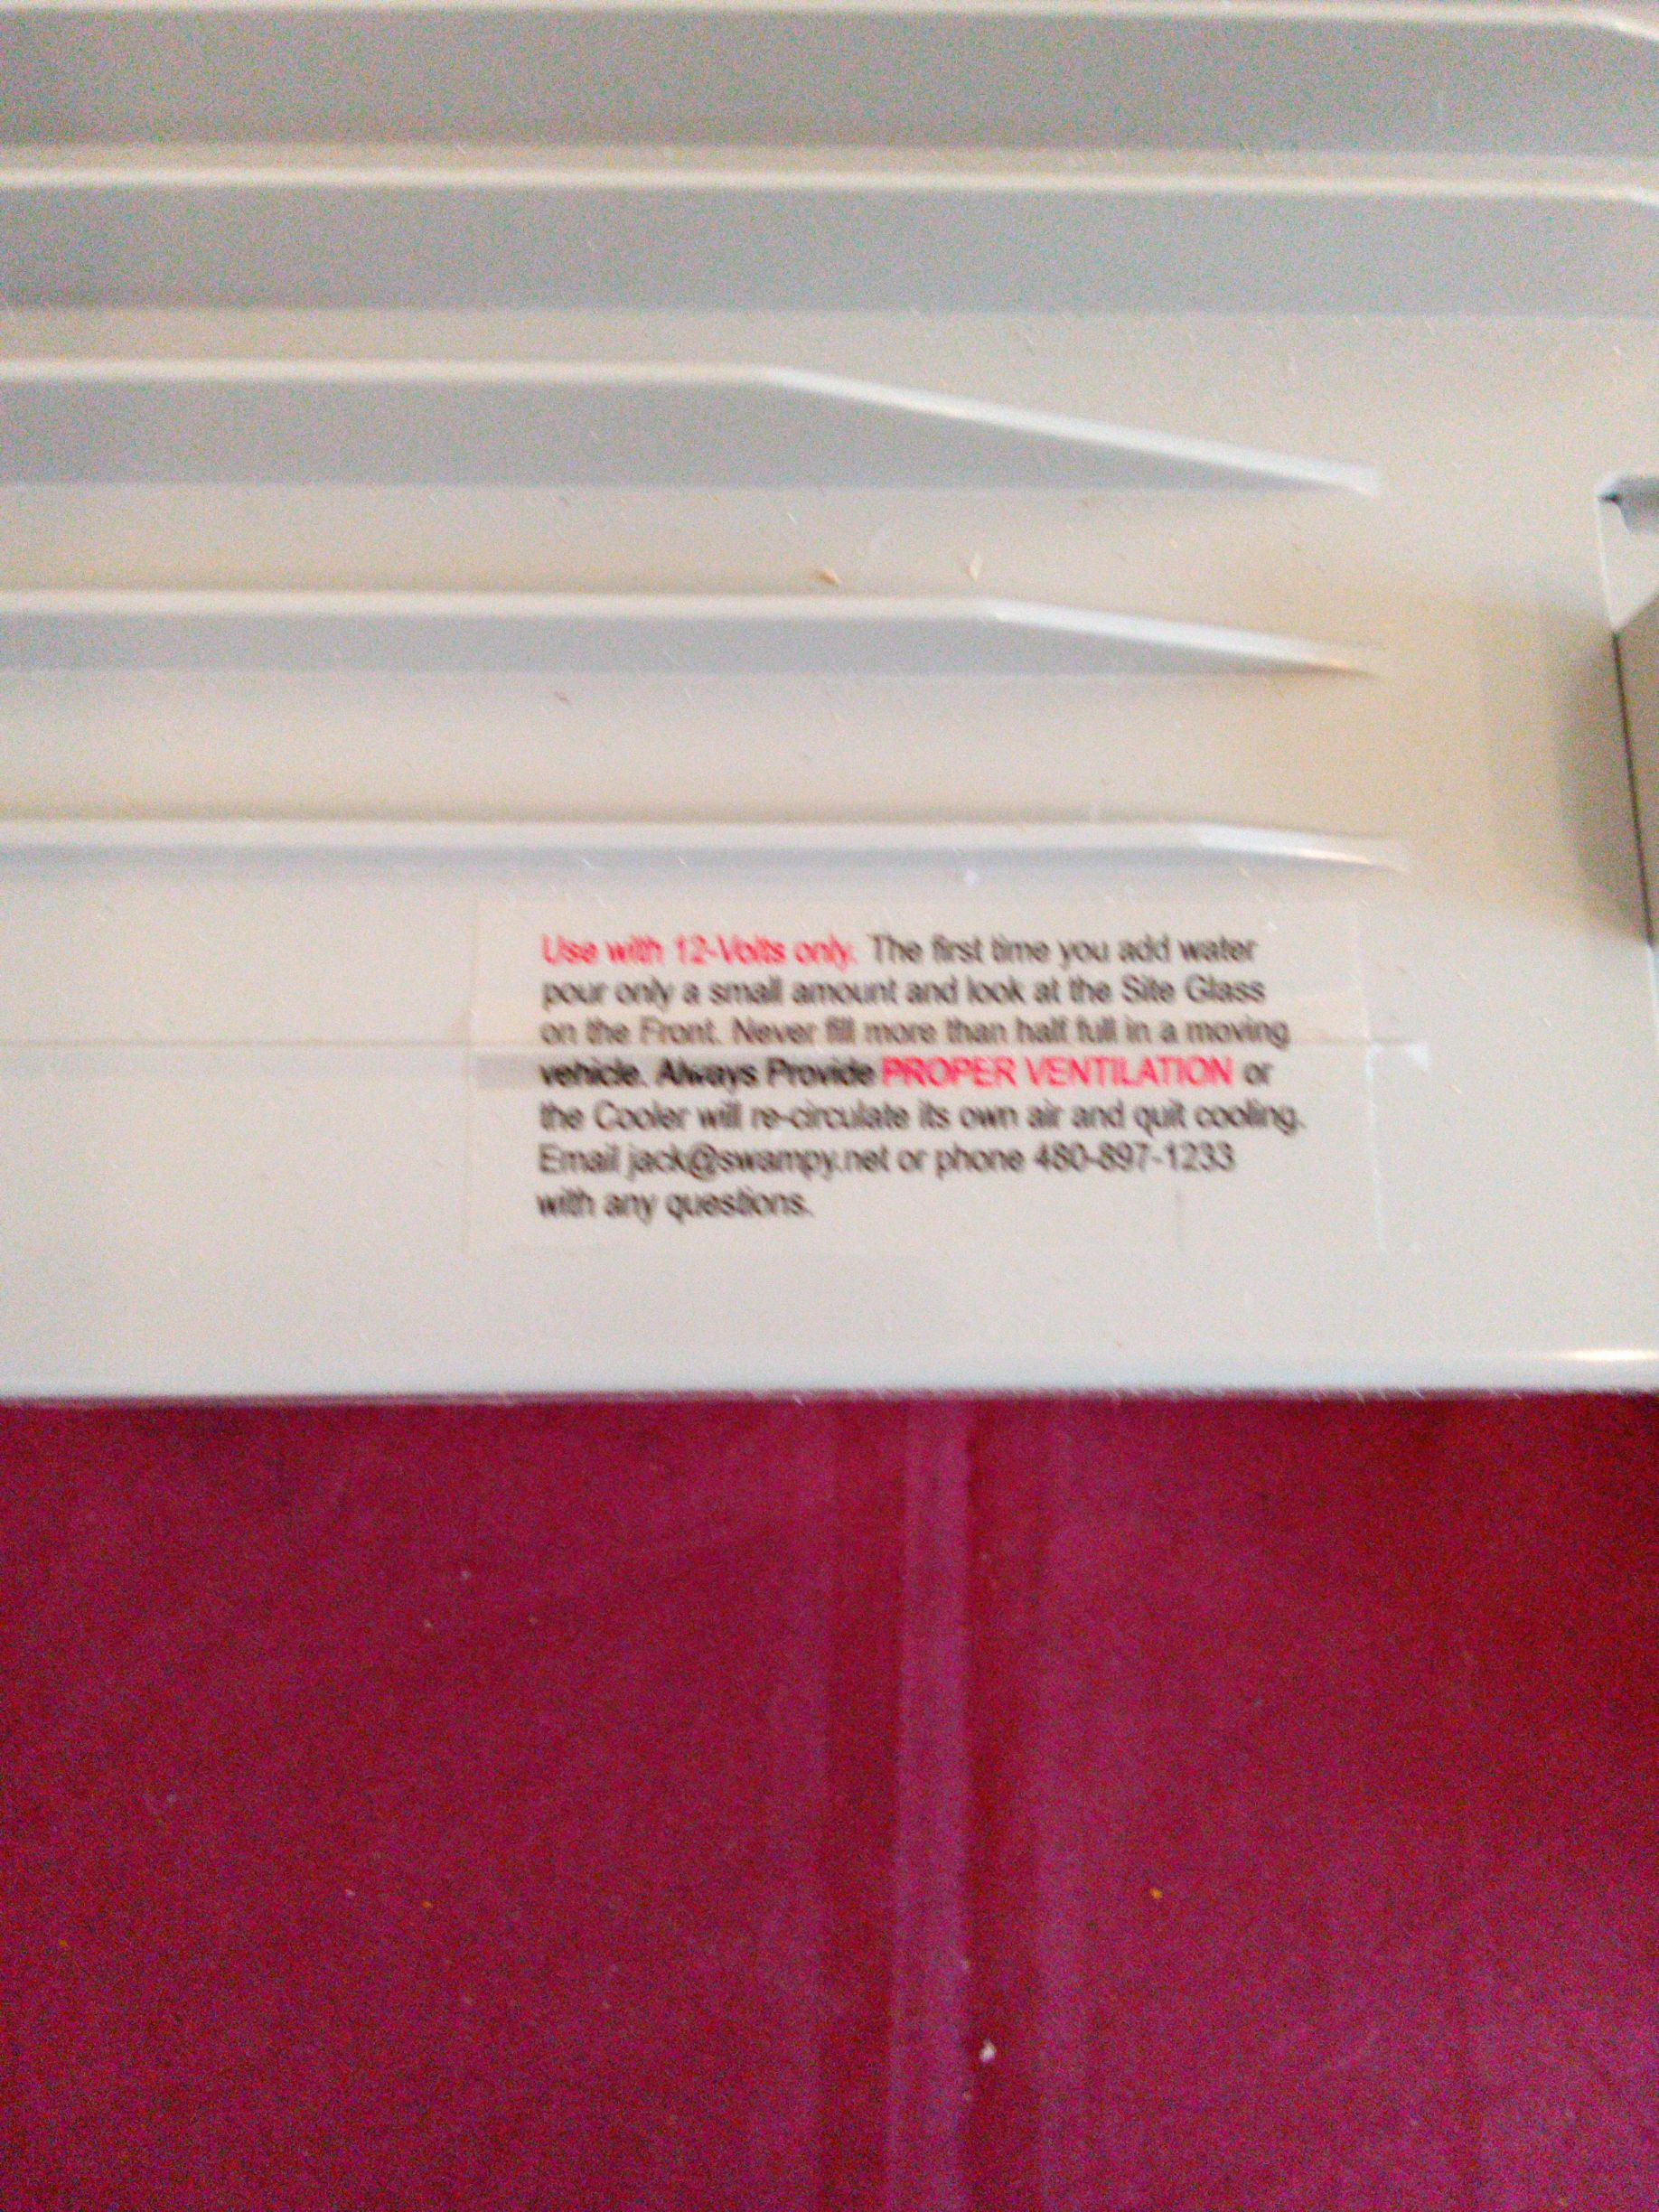 Use with 12-Volts only. The first time you add water
pour only a small amount and look at the Site Glass
on the Front. Never fill more than half full in a moving
vehicle. Always Provide PROPER VENTILATION or
the Cooler will re-circulate its own air and quit cooling.
Email jack@swampy.net or phone 480-897-1233
with any questions.